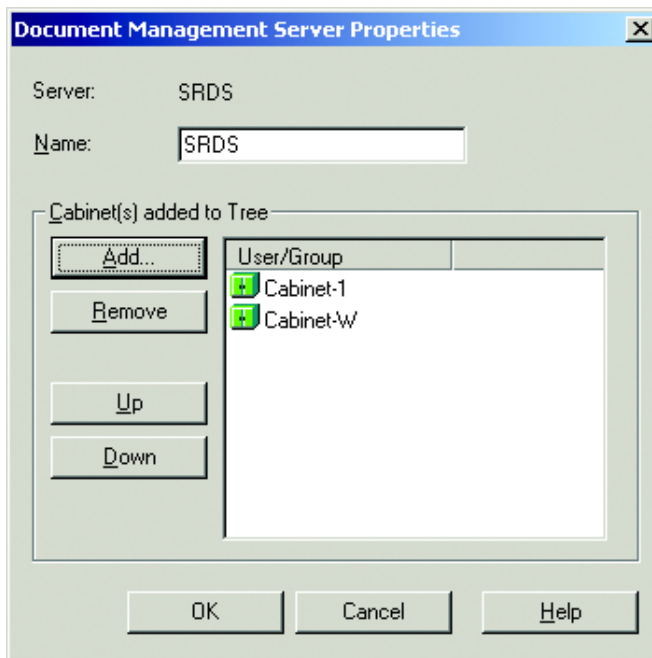 Document Management Server Properties
Server: SRDS
Name: SRDS
Cabinet(s) added to Tree
Add...
User/Group
Cabinet-1
Remove
Cabinet-W
Up
Down
OK Cancel Help